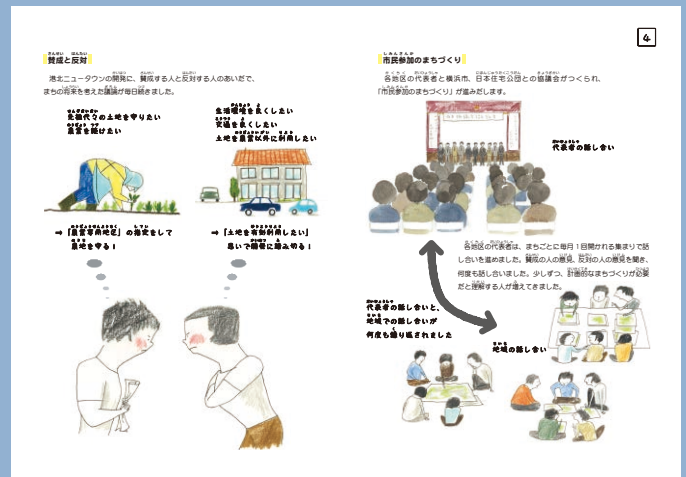 4
賛成と反対
港北ニュータウンの開発に、賛成する人と反対する人のあいだで、
まちの将来を考えた議論が毎日続きました。
先祖代々の土地を守りたい
農業を続けたい
生活環境を良くしたい
交通を良くしたい
土地を農業以外に利用したい
⇒「農業専用地区」の指定をして
農地を守る！
⇒「土地を有効利用したい」
思いで開発に踏み切る！
市民参加のまちづくり
各地区の代表者と横浜市、日本住宅公団との協議会がつくられ、
「市民参加のまちづくり」が進みだします。
代表者の話し合い
各地区の代表者は、まちごとに毎月1回開かれる集まりで話
し合いを進めました。賛成の人の意見、反対の人の意見を聞き、
何度も話し合いました。少しずつ、計画的なまちづくりが必要
だと理解する人が増えてきました。
代表者の話し合いと、
地域での話し合いが
何度も繰り返されました
地域の話し合い